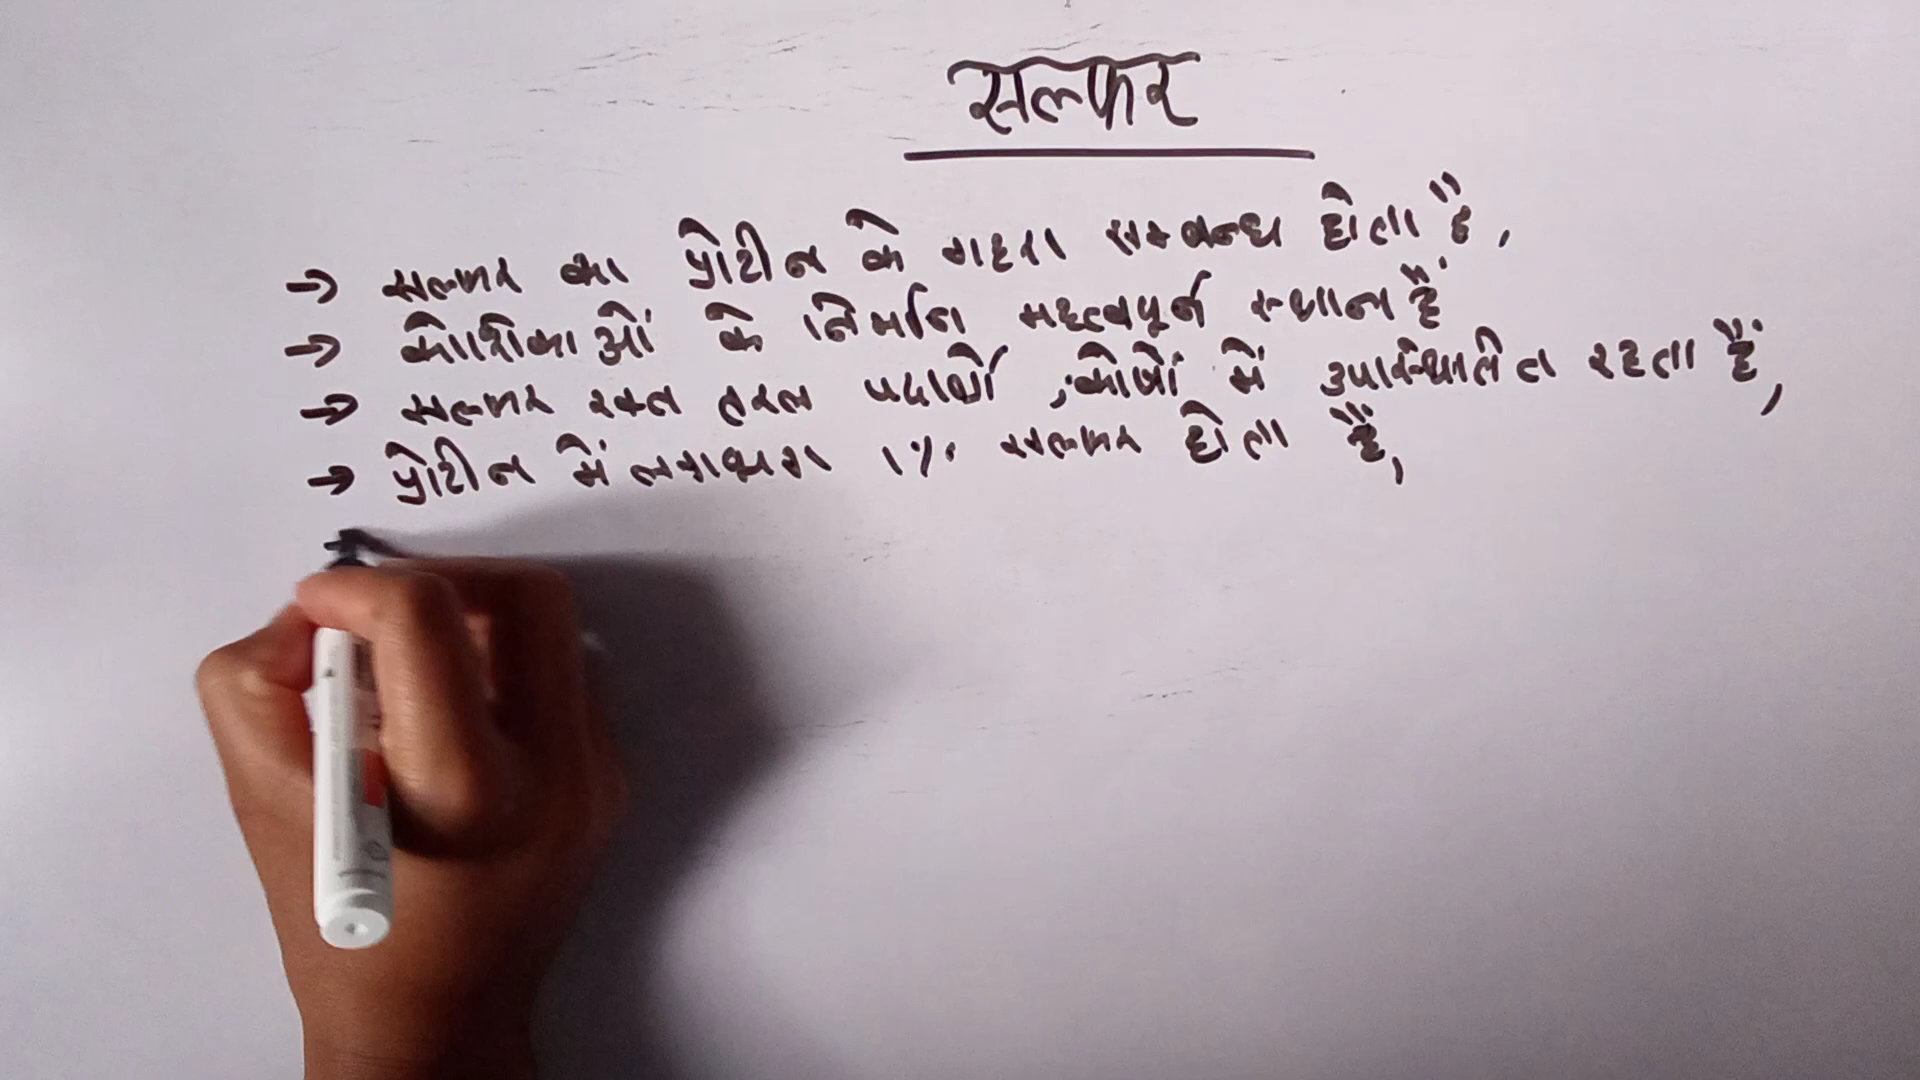 सल्फर
→ सल्फर का प्रोटीन के गहरा सम्बन्ध होता है,
→ कोशिकाओं के निर्माण महत्वपूर्ण स्थान है
→ सल्फर रक्त तरल पदार्थो, कोषों में उपस्थिति त रहता है,
→ प्रोटीन में लगभग 1% सल्फर होता है,